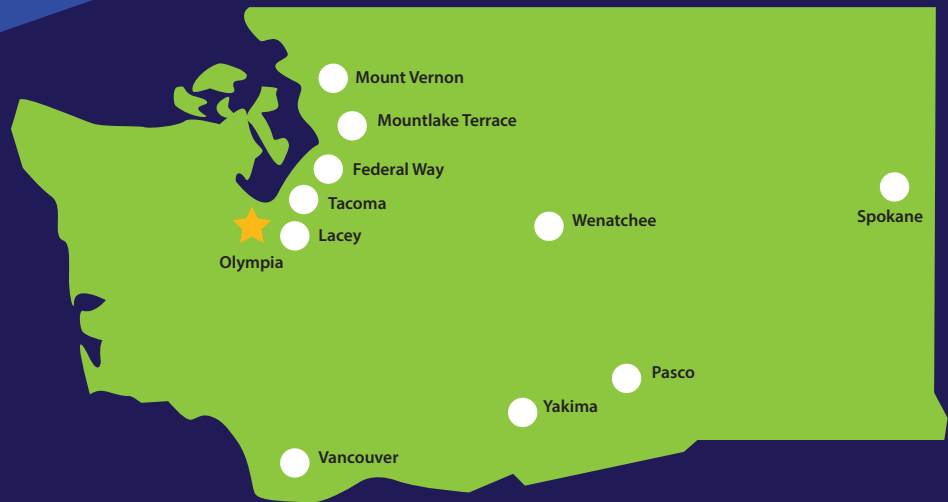 Mount Vernon
Mountlake Terrace
Federal Way
Tacoma
Spokane
Wenatchee
Lacey
Olympia
Pasco
Yakima
Vancouver